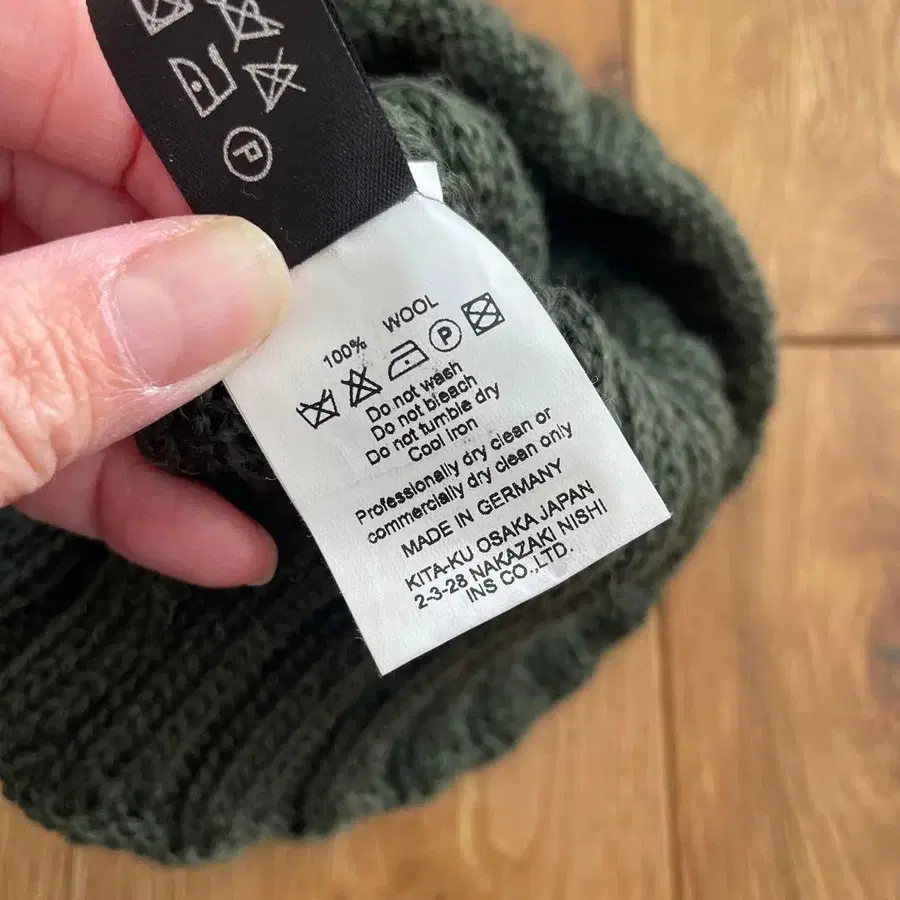 P
100% WOOL
P
Do not wash
Do not bleach
Do not tumble dry
Cool Iron
Professionally dry clean or
commercially dry clean only
MADE IN GERMANY
KITA-KU OSAKA JAPAN
2-3-28 NAKAZAKI NISHI
INS CO.,LTD.